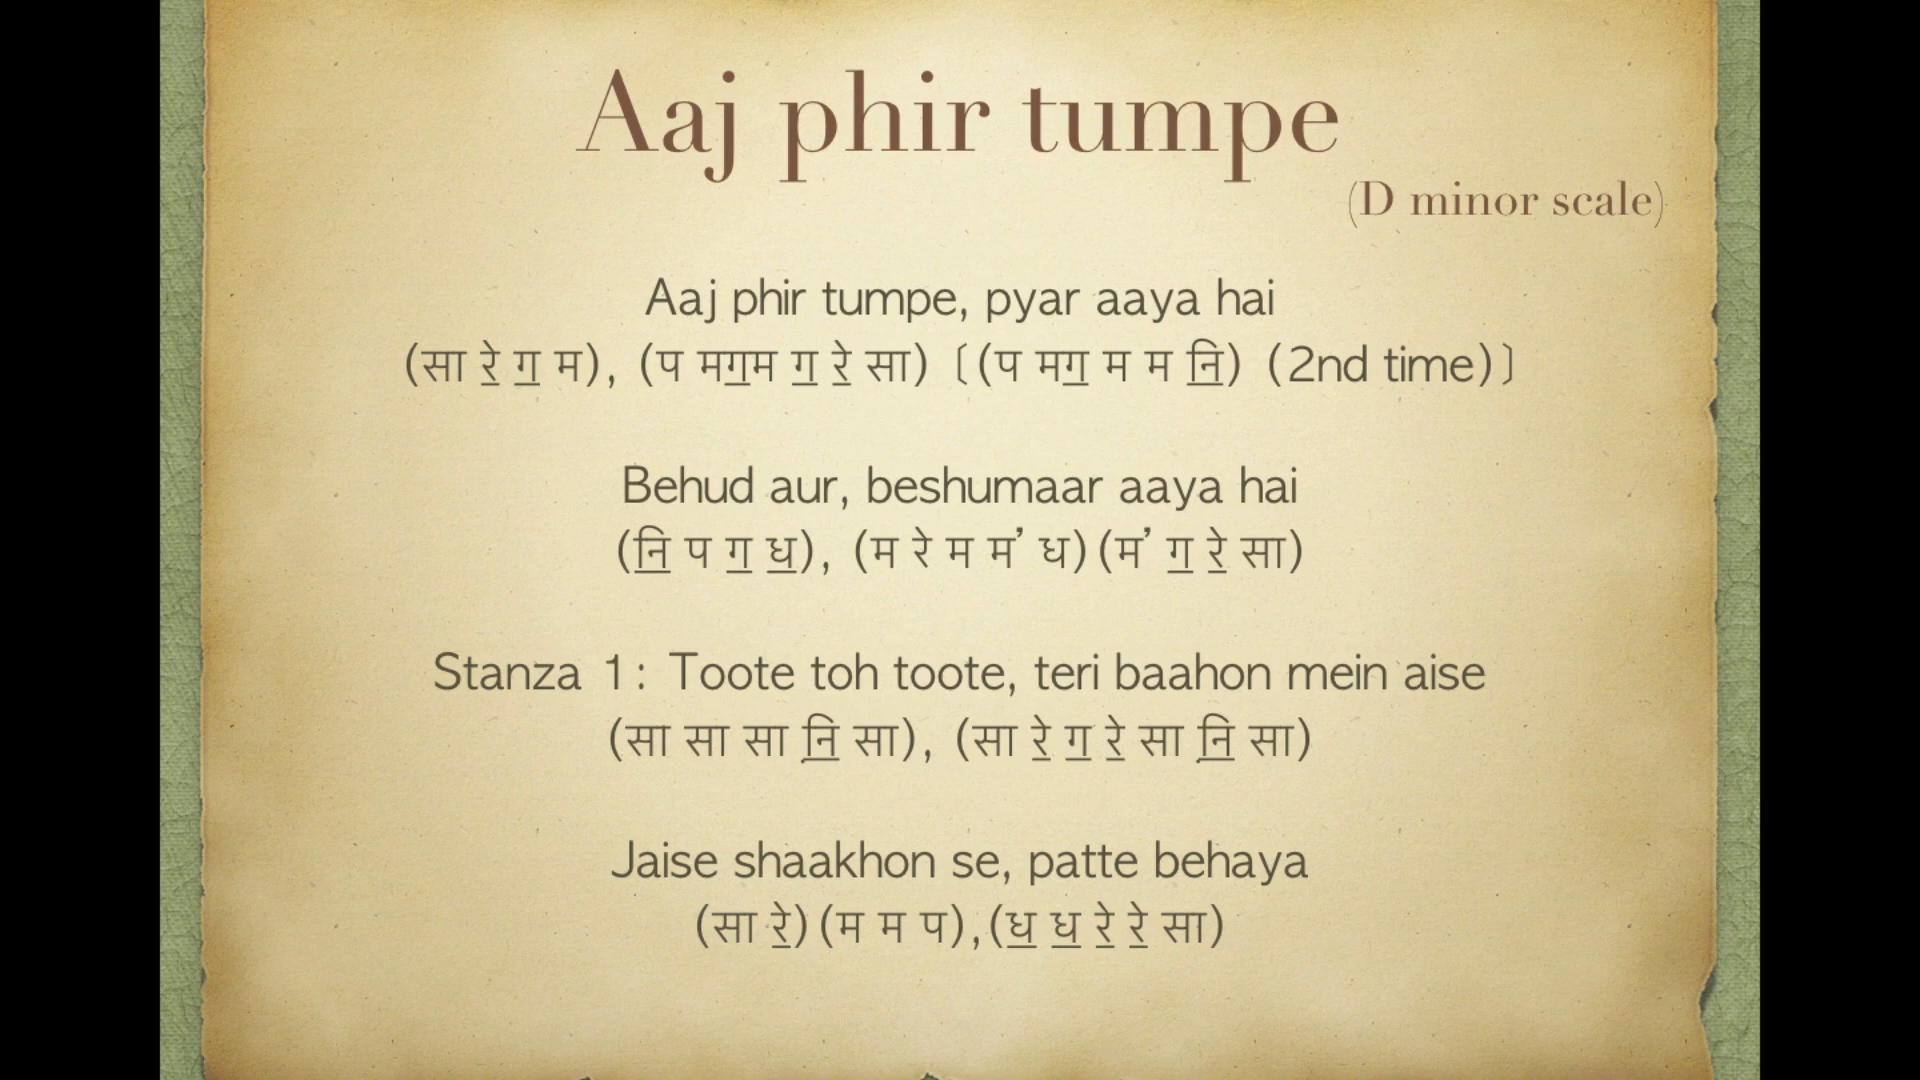 Aaj phir tumpe
(D minor scale)
Aaj phir tumpe, pyar aaya hai
(सा रे॒ ग॒ म), (प मग॒म ग॒ रे॒ सा) [(प मग॒ म म नि॒) (2nd time)]
Behud aur, beshumaar aaya hai
(नि॒ प ग॒ ध॒), (म रे म म’ ध)(म’ ग॒ रे॒ सा)
Stanza 1: Toote toh toote, teri baahon mein aise
(सा सा सा ऩि॒ सा), (सा रे॒ ग॒ रे॒ सा ऩि॒ सा)
Jaise shaakhon se, patte behaya
(सा रे॒)(म म प),(ध॒ ध॒ रे॒ रे॒ सा)